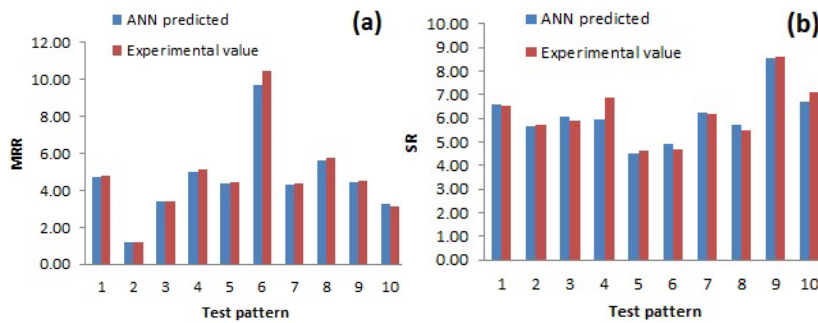 (a)
ANN predicted
Experimental value
12.00
10.00
8.00
6.00
4.00
2.00
0.00
MRR
1 2 3 4 5 6 7 8 9 10
Test pattern
(b)
ANN predicted
Experimental value
10.00
9.00
8.00
7.00
6.00
5.00
4.00
3.00
2.00
1.00
0.00
SR
1 2 3 4 5 6 7 8 9 10
Test pattern